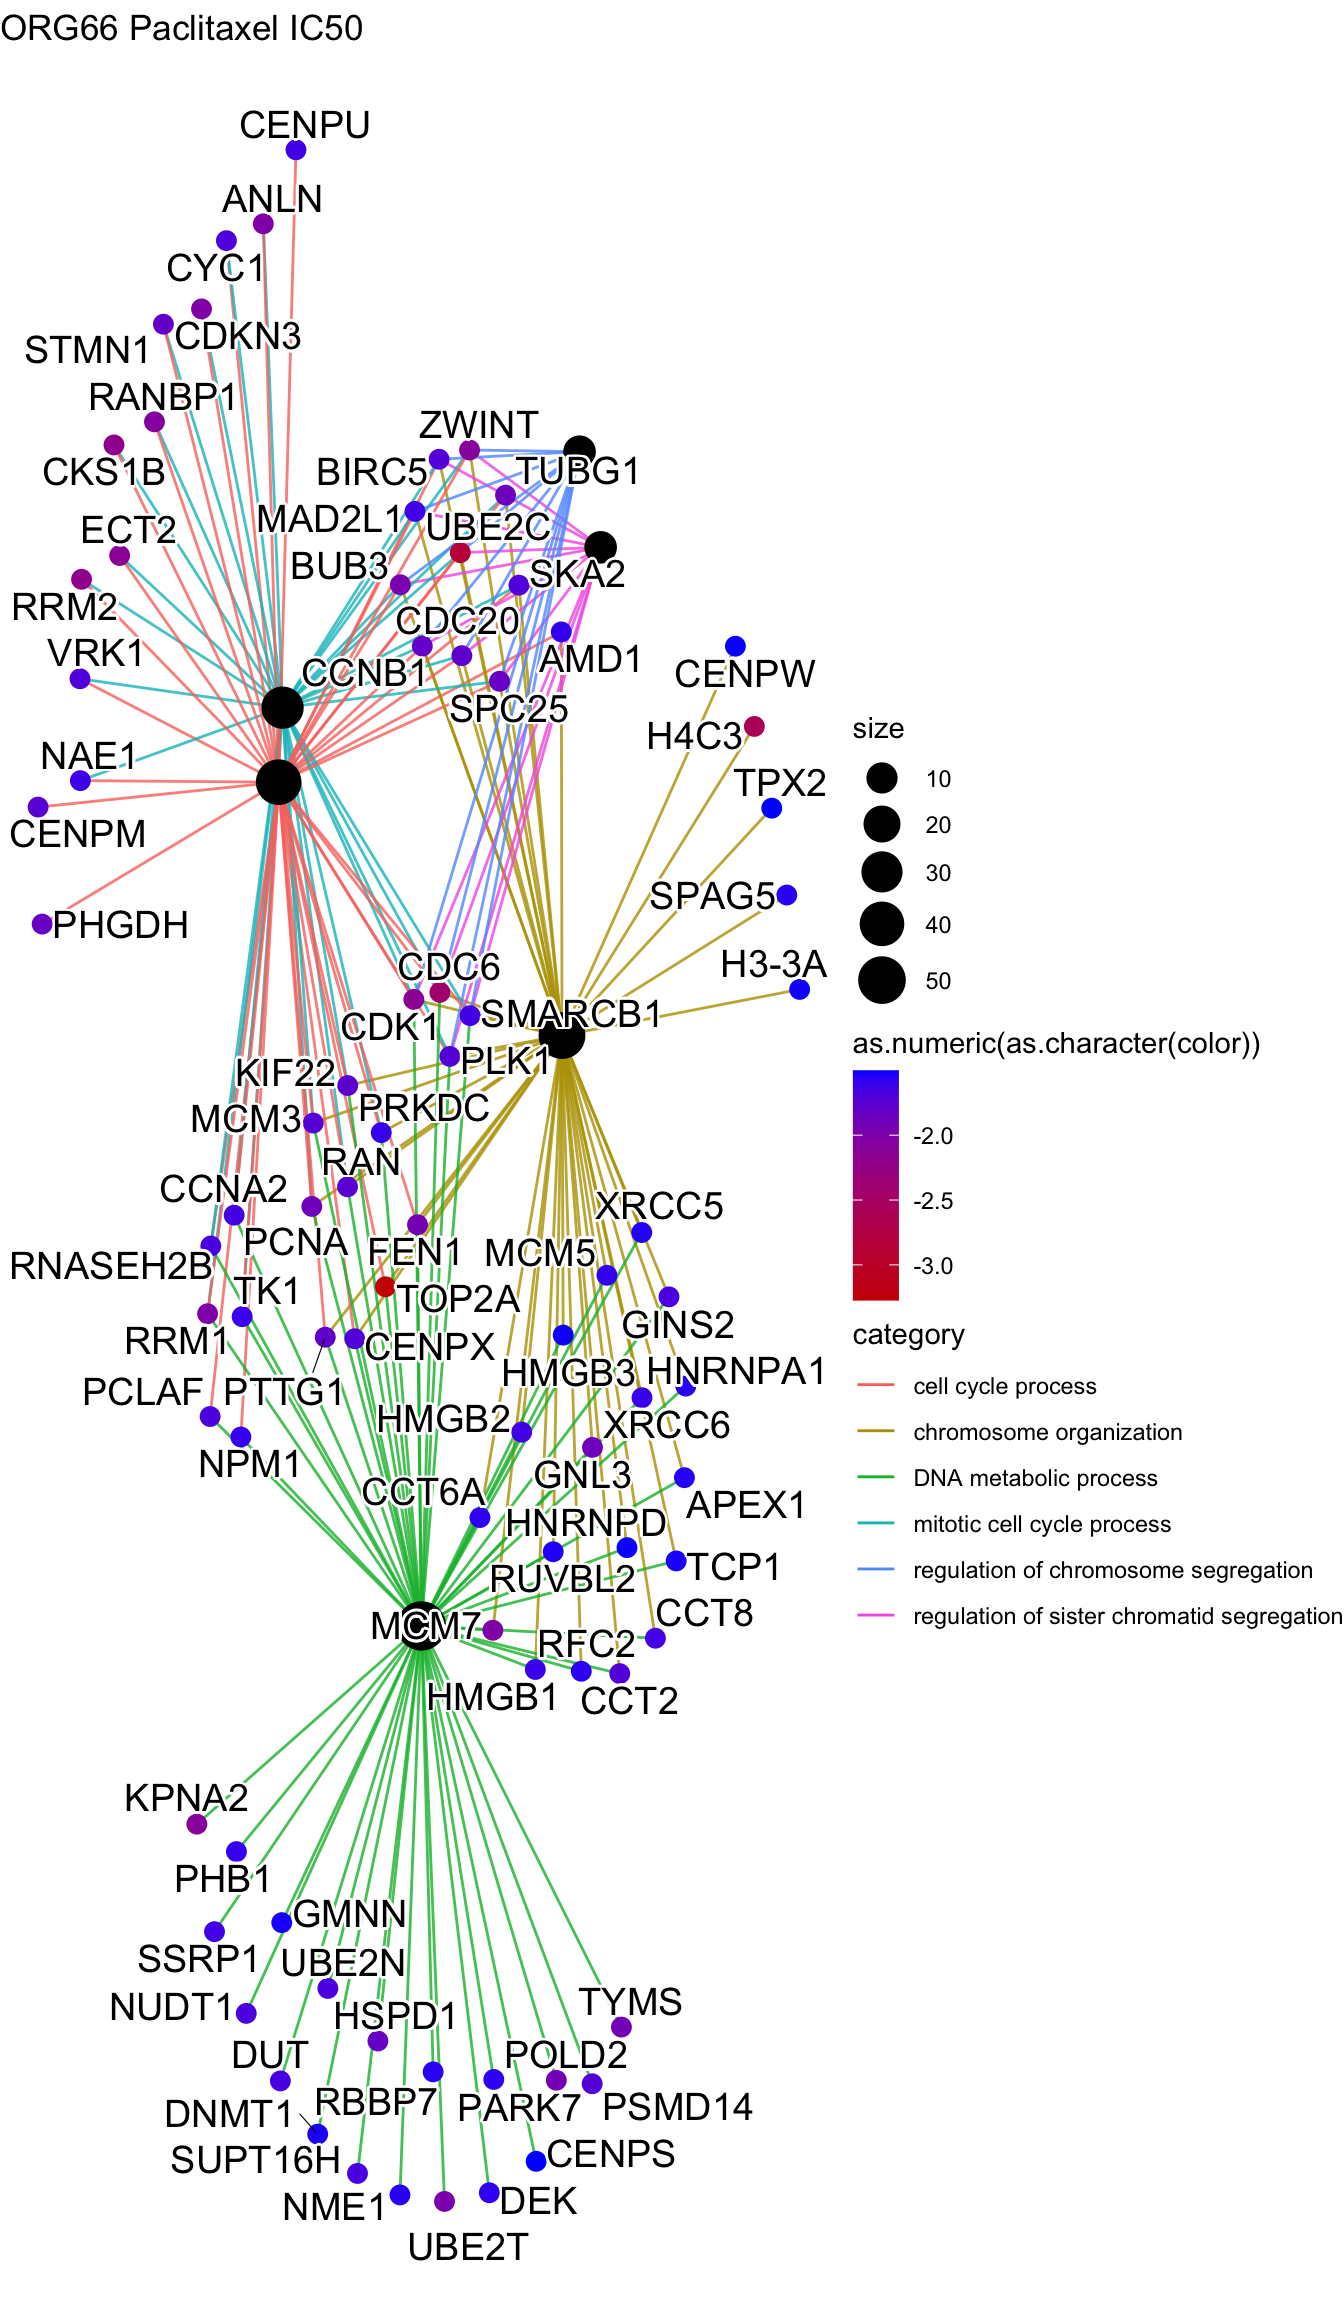 ORG66 Paclitaxel IC50
CENPU
ANLN
CYC1
CDKN3
STMN1
RANBP1
CKS1B
ECT2
RRM2
VRK1
NAE1
CENPM
PHGDH
ZWINT
BIRC5
TUBG1
MAD2L1
UBE2C
BUB3
SKA2
CDC20
CCNB1
AMD1
SPC25
CENPW
H4C3
TPX2
SPAG5
H3-3A
CDC6
CDK1
SMARCB1
PLK1
KIF22
MCM3
PRKDC
RAN
CCNA2
PCNA
RNASEH2B
FEN1
TK1
TOP2A
RRM1
CENPX
PCLAF
PTTG1
NPM1
XRCC5
MCM5
GINS2
HMGB3
HNRNPA1
HMGB2
XRCC6
GNL3
CCT6A
APEX1
HNRNPD
RUVBL2
TCP1
CCT8
MCM7
RFC2
HMGB1
CCT2
KPNA2
PHB1
GMNN
SSRP1
UBE2N
NUDT1
HSPD1
TYMS
DUT
POLD2
RBBP7
PARK7
PSMD14
DNMT1
SUPT16H
CENPS
NME1
DEK
UBE2T
size
10
20
30
40
50
as.numeric(as.character(color))
-2.0
-2.5
-3.0
category
cell cycle process
chromosome organization
DNA metabolic process
mitotic cell cycle process
regulation of chromosome segregation
regulation of sister chromatid segregation